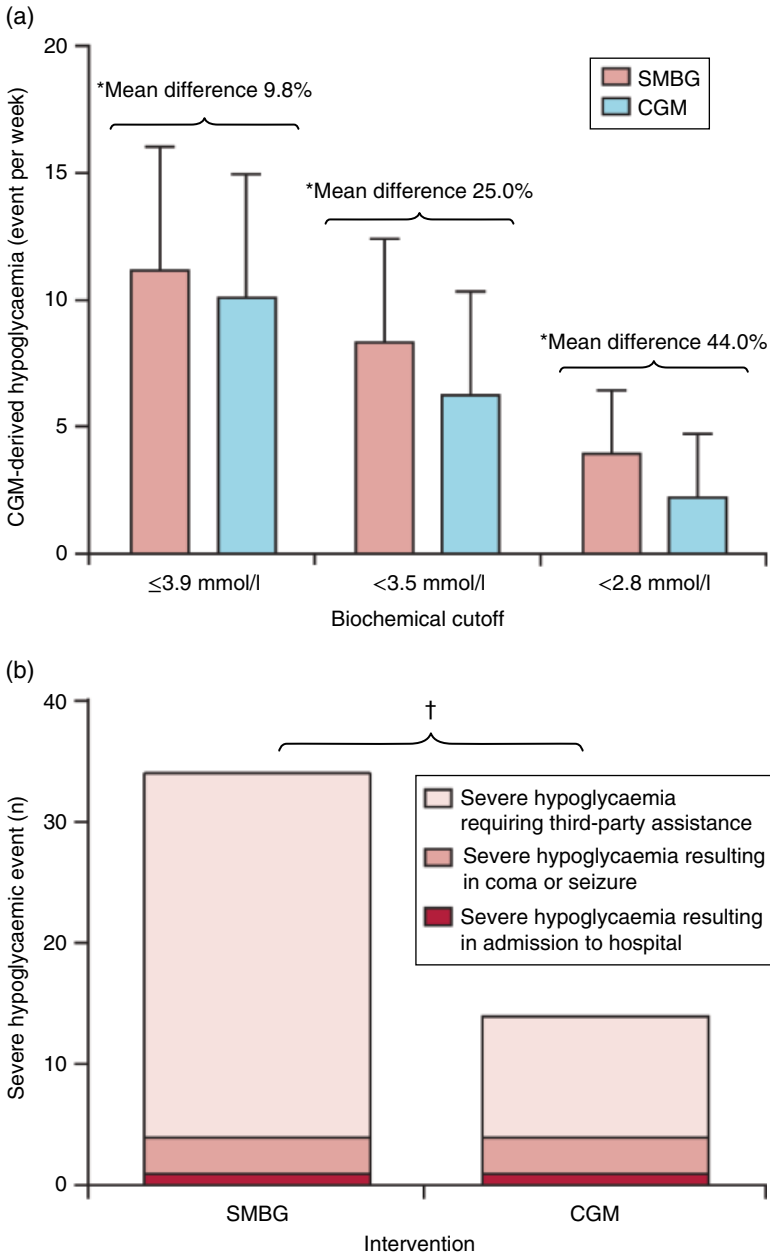 (a)
20
15
10
5
0
CGM-derived hypoglycaemia (event per week)
*Mean difference 9.8%
*Mean difference 25.0%
*Mean difference 44.0%
SMBG
CGM
≤3.9 mmol/l
<3.5 mmol/l
<2.8 mmol/l
Biochemical cutoff
(b)
40
30
20
10
0
Severe hypoglycaemic event (n)
†
Severe hypoglycaemia
requiring third-party assistance
Severe hypoglycaemia resulting
in coma or seizure
Severe hypoglycaemia resulting
in admission to hospital
SMBG
CGM
Intervention